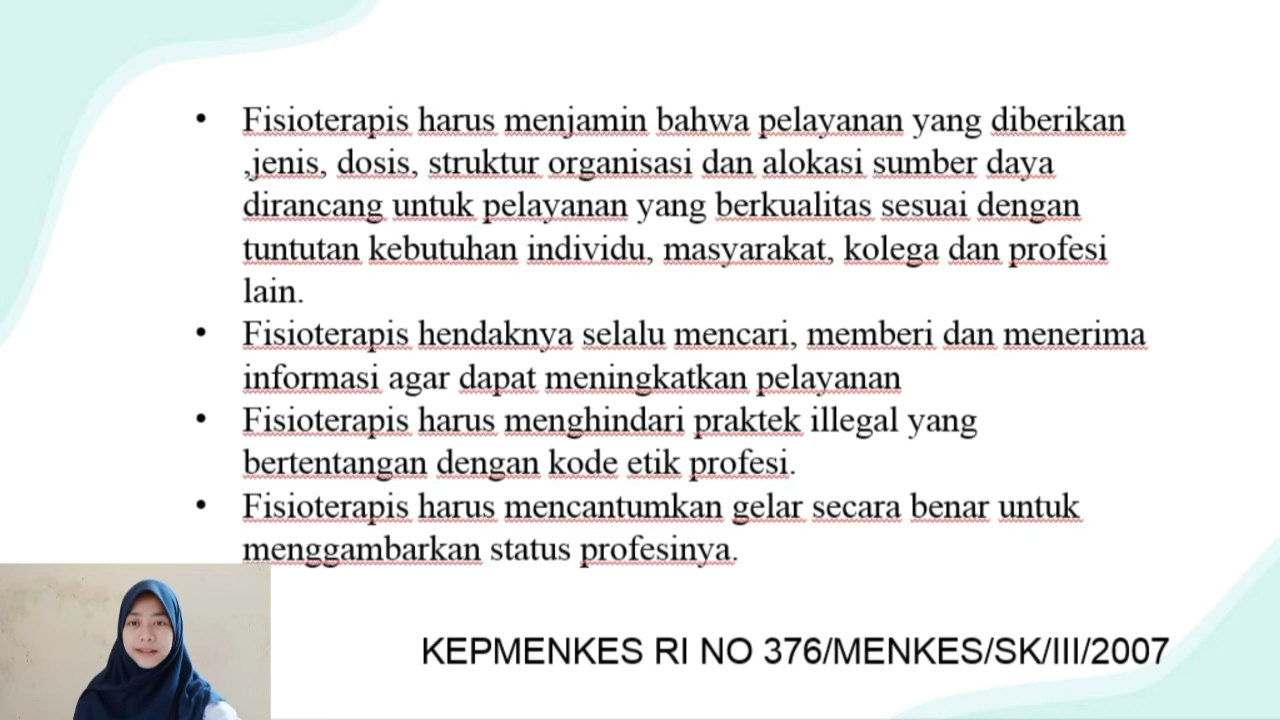 • Fisioterapis harus menjamin bahwa pelayanan yang diberikan
,jenis, dosis, struktur organisasi dan alokasi sumber daya
dirancang untuk pelayanan yang berkualitas sesuai dengan
tuntutan kebutuhan individu, masyarakat, kolega dan profesi
lain.
• Fisioterapis hendaknya selalu mencari, memberi dan menerima
informasi agar dapat meningkatkan pelayanan
• Fisioterapis harus menghindari praktek illegal yang
bertentangan dengan kode etik profesi.
• Fisioterapis harus mencantumkan gelar secara benar untuk
menggambarkan status profesinya.
KEPMENKES RI NO 376/MENKES/SK/III/2007